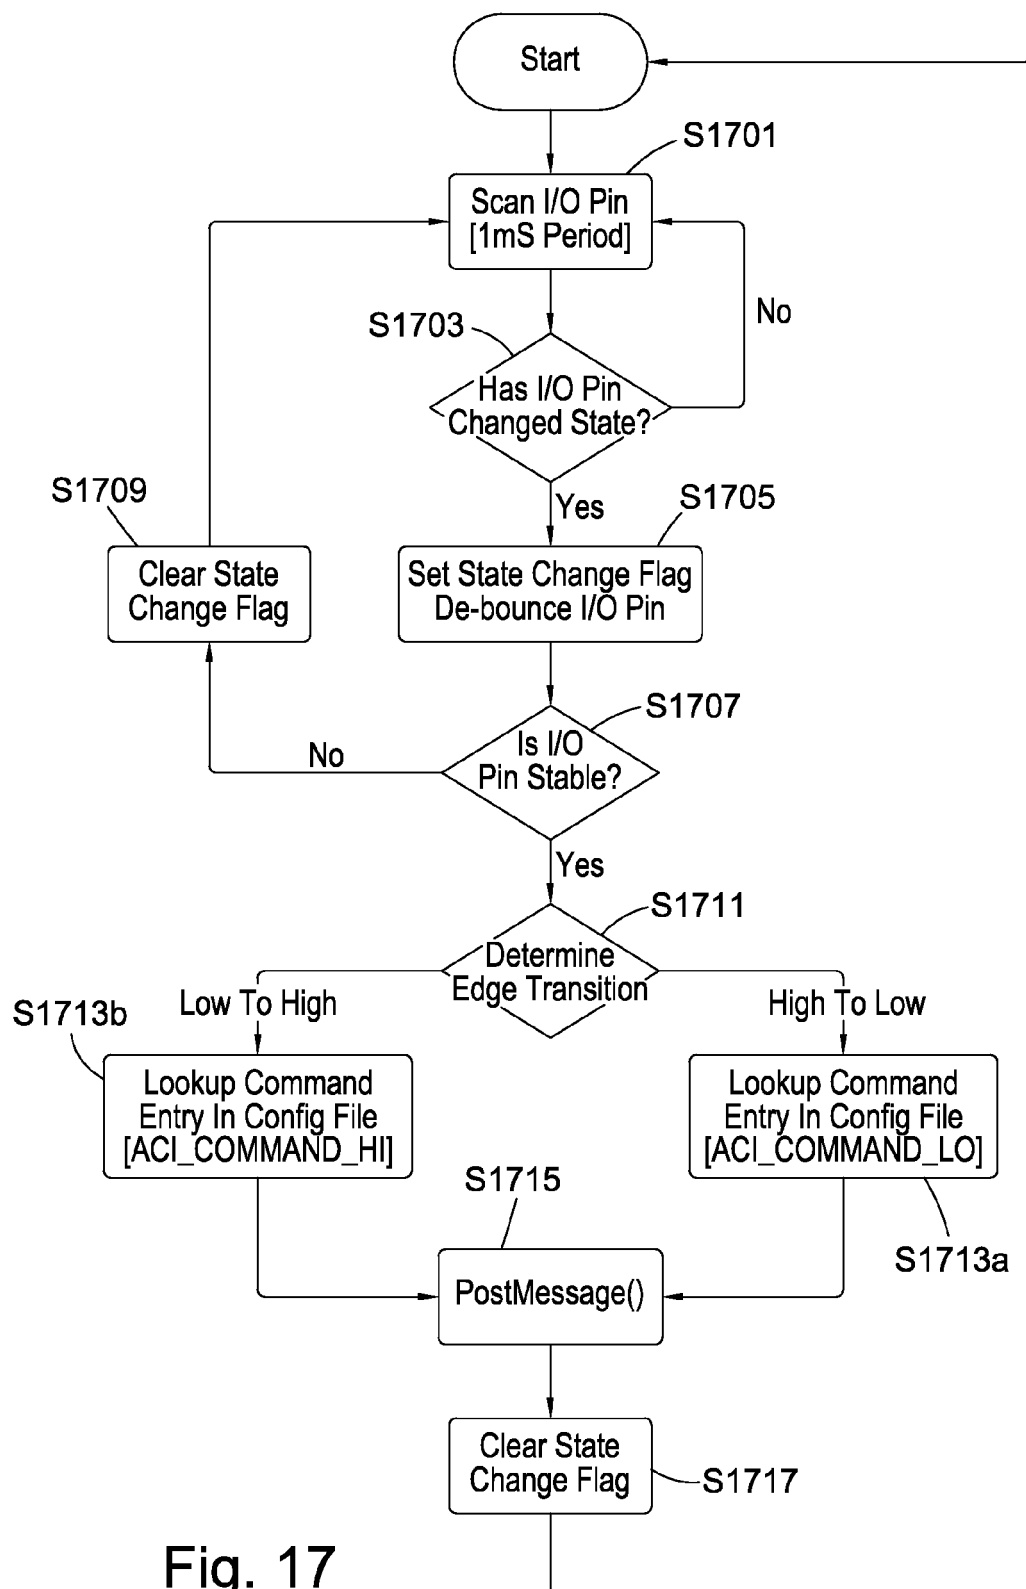 Start
S1701
Scan I/O Pin
[1mS Period]
No
S1703
Has I/O Pin
Changed State?
Yes
S1709
S1705
Clear State
Change Flag
Set State Change Flag
De-bounce I/O Pin
S1707
Is I/O
Pin Stable?
No
Yes
S1711
Determine
Edge Transition
Low To High
High To Low
S1713b
Lookup Command
Entry In Config File
[ACI_COMMAND_HI]
Lookup Command
Entry In Config File
[ACI_COMMAND_LO]
S1713a
S1715
PostMessage()
Clear State
Change Flag
S1717
Fig. 17